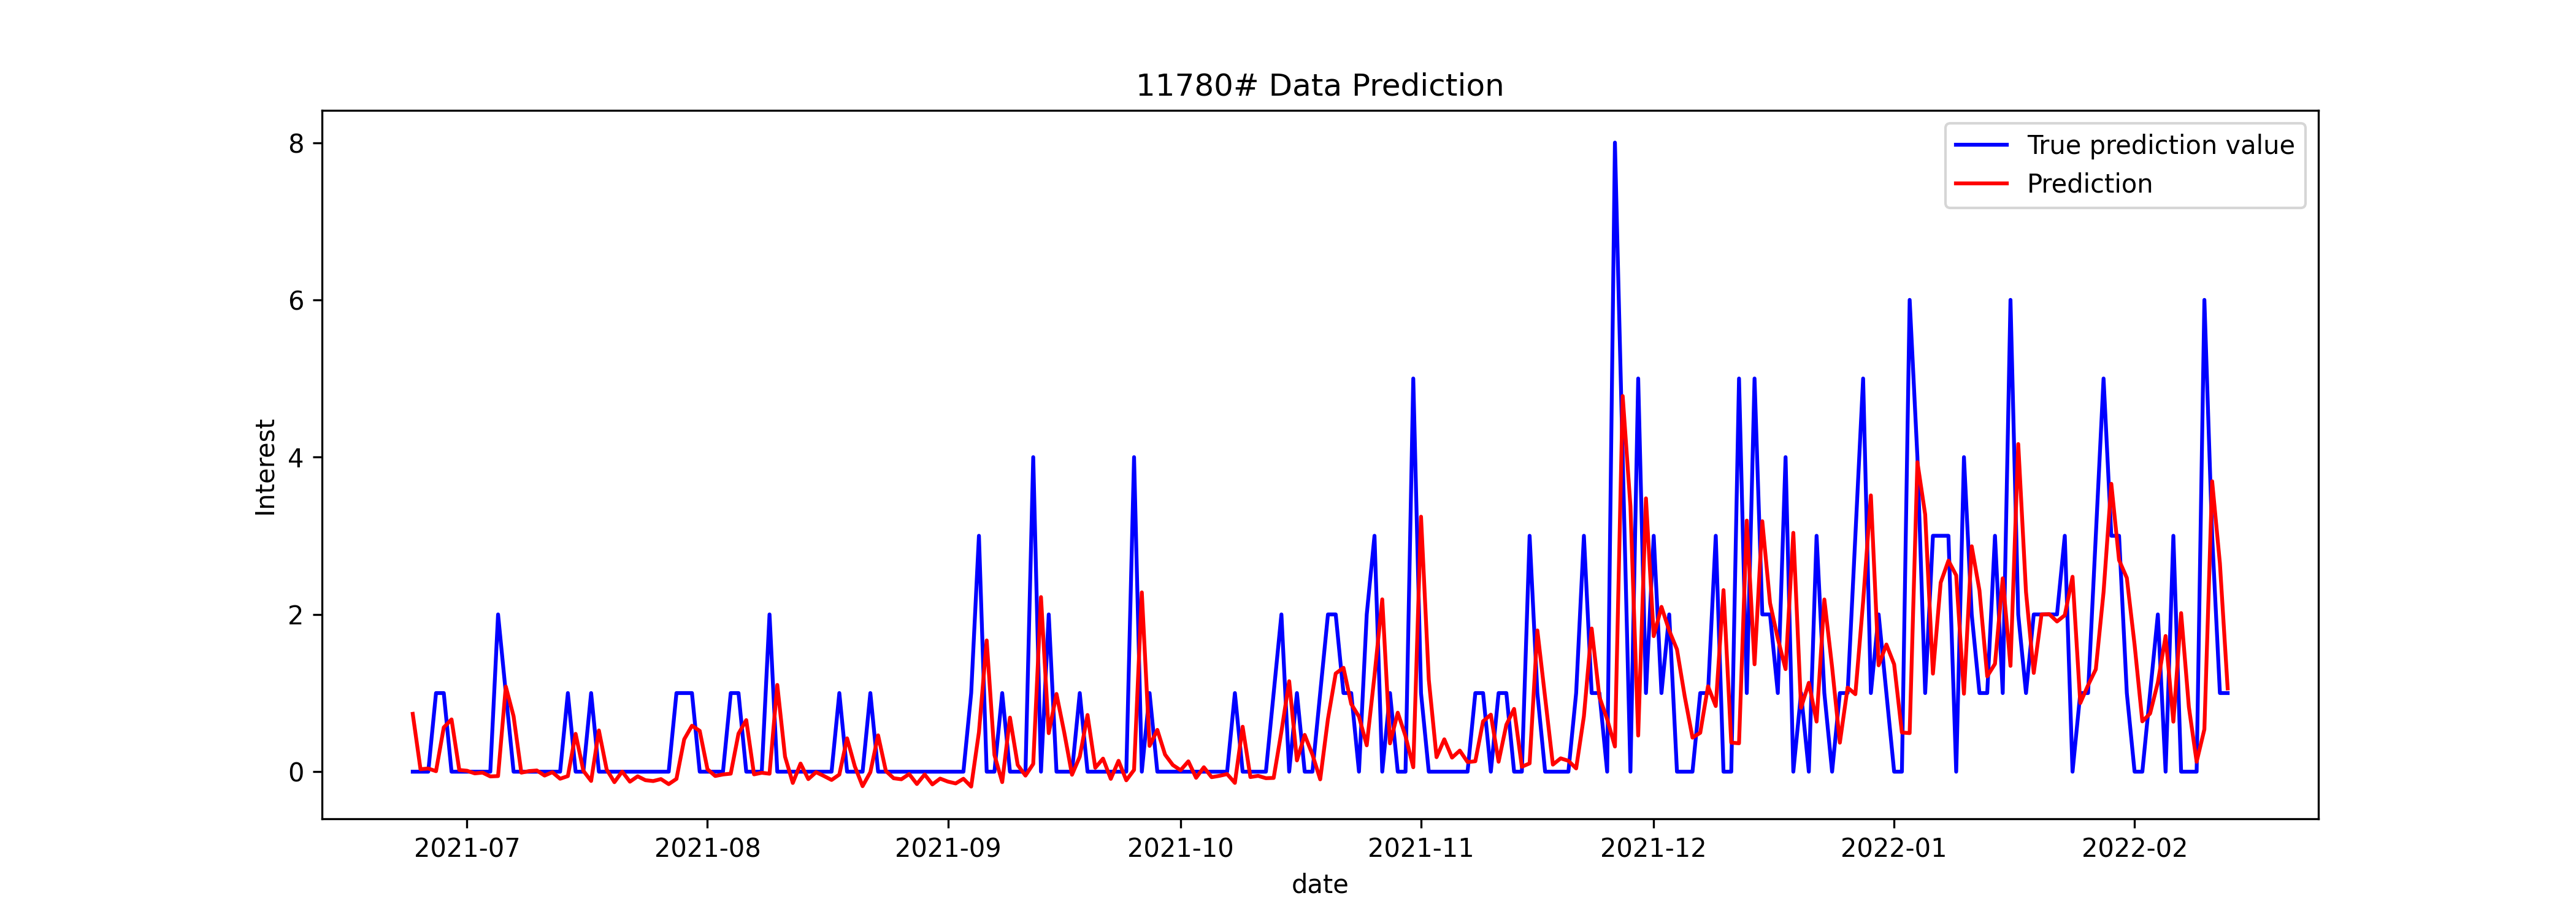 11780# Data Prediction
True prediction value
Prediction
8
6
4
2
0
Interest
2021-07 2021-08 2021-09 2021-10 2021-11 2021-12 2022-01 2022-02
date